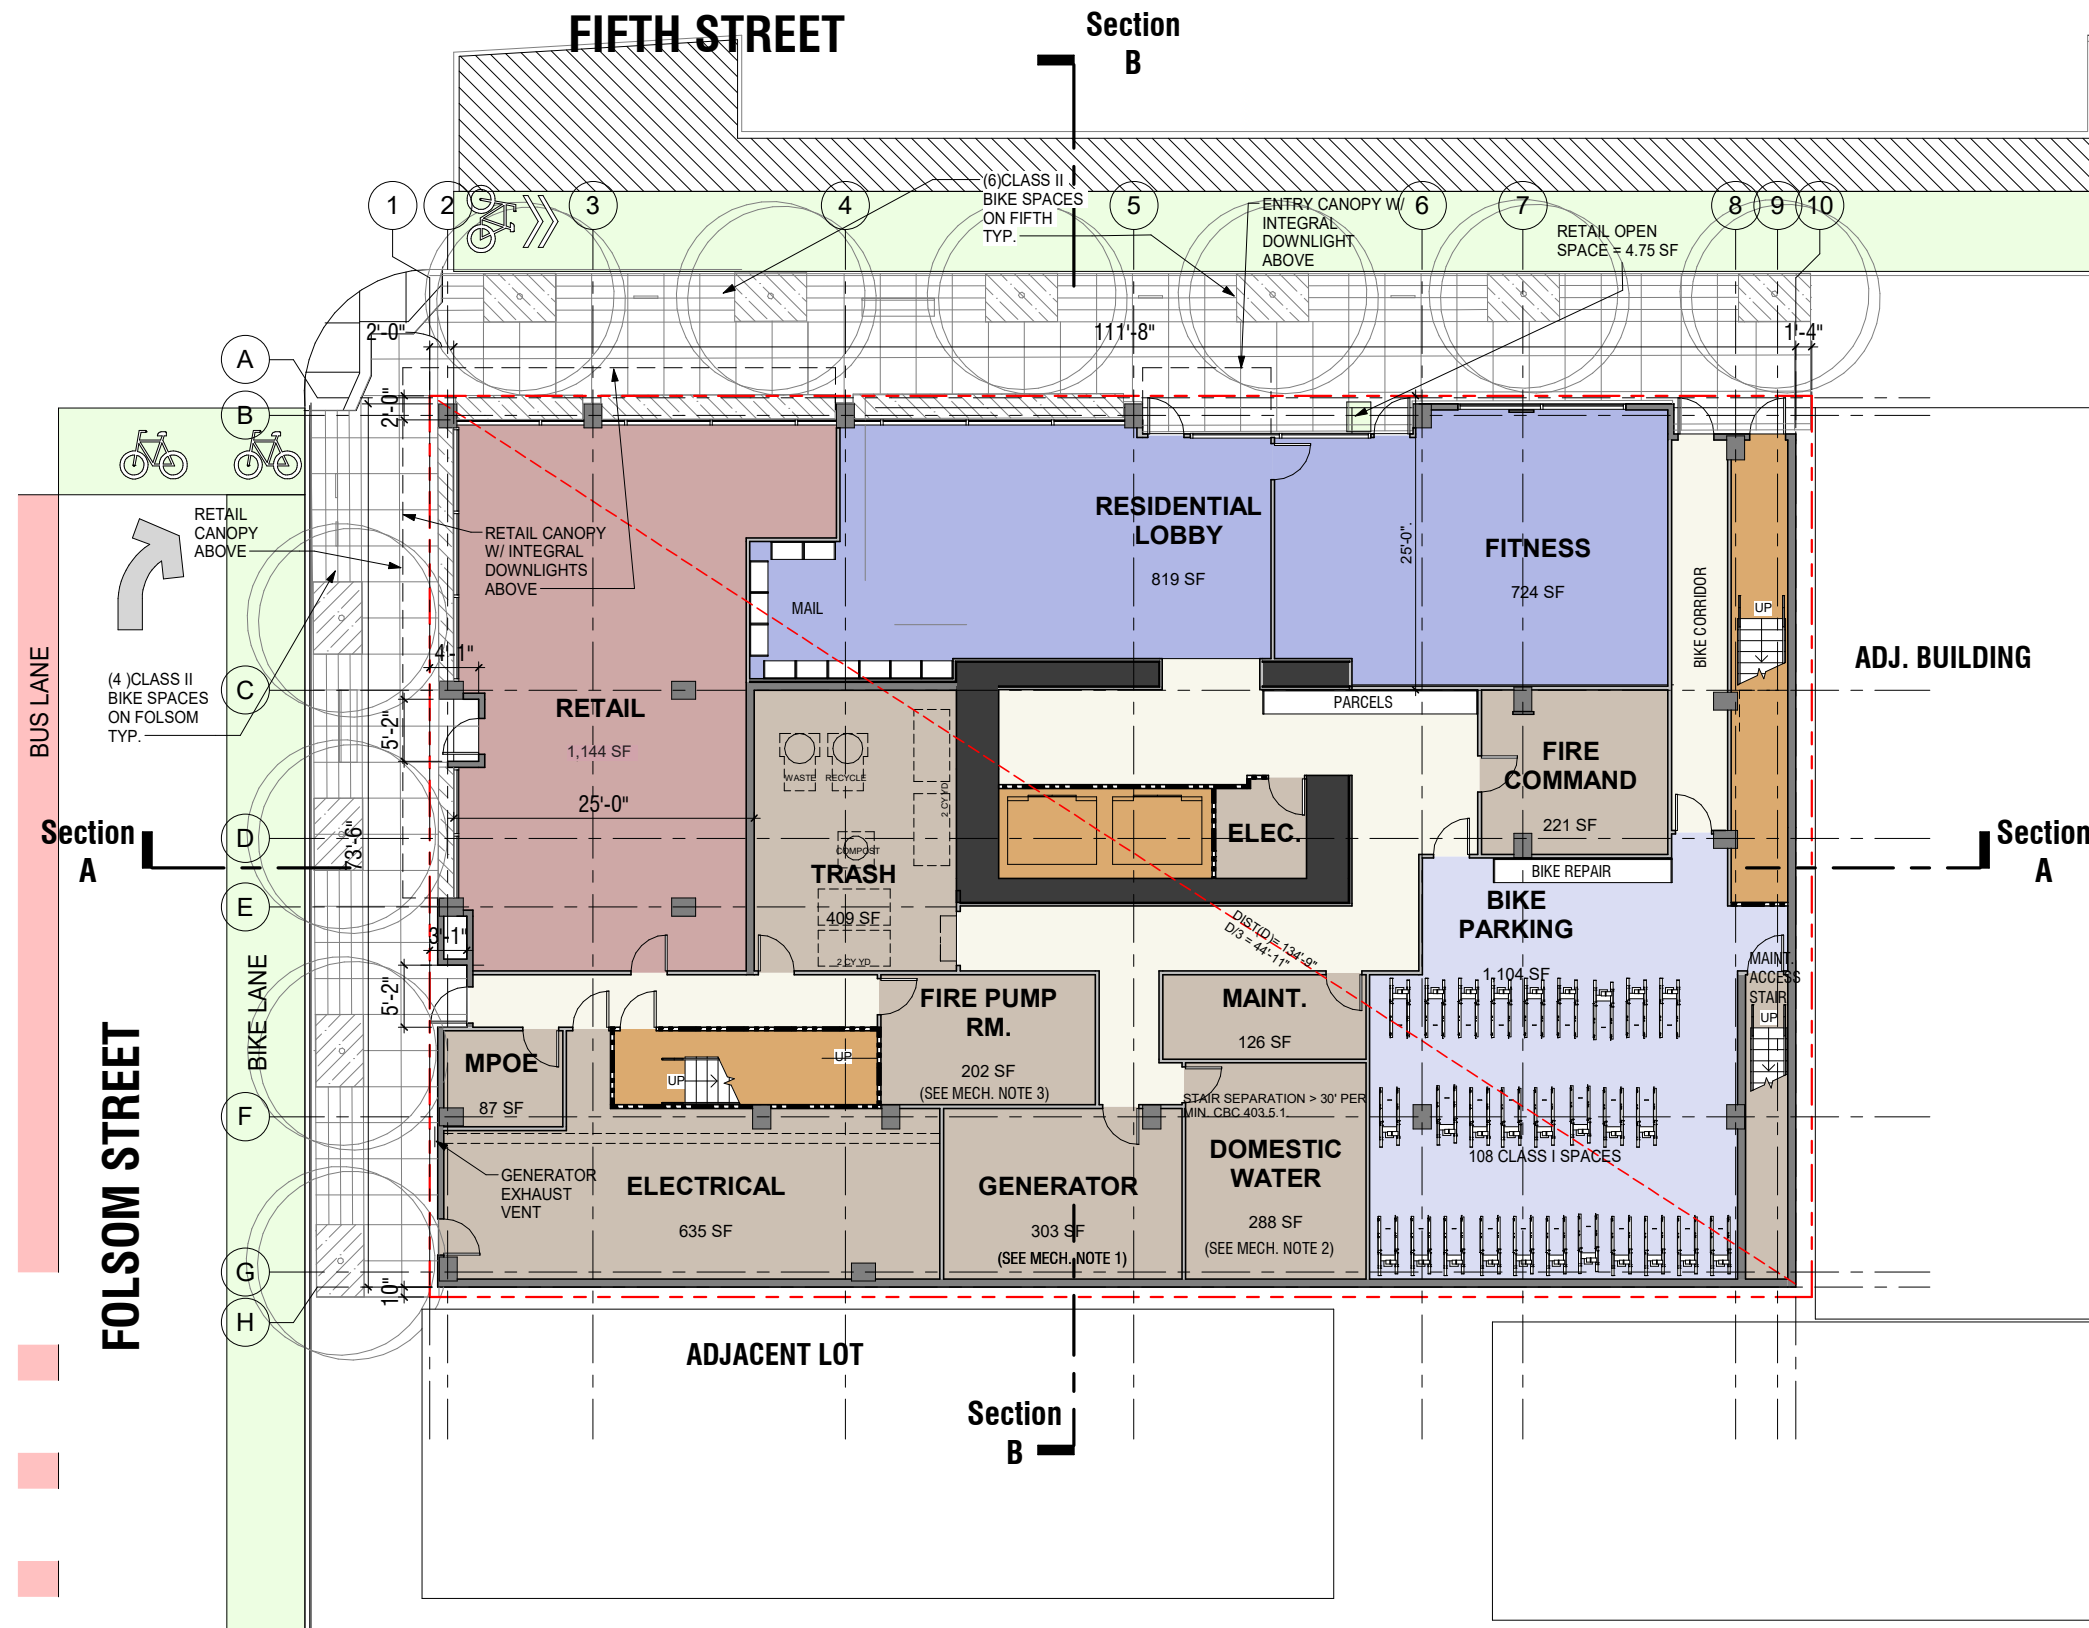 FIFTH STREET
Section
B
(6)CLASS II
BIKE SPACES
ON FIFTH
TYP.
ENTRY CANOPY W/
INTEGRAL
DOWNLIGHT
ABOVE
RETAIL OPEN
SPACE = 4.75 SF
1
2
3
4
5
6
7
8
9
10
2'-0"
111'-8"
1'-4"
A
B
C
D
E
F
G
H
2'-0"
RETAIL
CANOPY
ABOVE
RETAIL CANOPY
W/ INTEGRAL
DOWNLIGHTS
ABOVE
(4 )CLASS II
BIKE SPACES
ON FOLSOM
TYP.
BUS LANE
BIKE LANE
FOLSOM STREET
Section
A
73'-6"
4'-1"
5'-2"
3'-1"
5'-2"
10"
RETAIL
1,144 SF
25'-0"
MAIL
RESIDENTIAL
LOBBY
819 SF
25'-0".
FITNESS
724 SF
BIKE CORRIDOR
UP
ADJ. BUILDING
PARCELS
FIRE
COMMAND
221 SF
WASTE
RECYCLE
2 CY YD
COMPOST
TRASH
409 SF
2 CY YD
ELEC.
BIKE REPAIR
BIKE
PARKING
1,104 SF
DIST(D)= 134'-9"
D/3 = 44'-11"
Section
A
MAINT.
ACCESS
STAIR
UP
MPOE
87 SF
UP
UP
FIRE PUMP
RM.
202 SF
(SEE MECH. NOTE 3)
MAINT.
126 SF
STAIR SEPARATION > 30' PER
MIN. CBC 403.5.1.
DOMESTIC
WATER
288 SF
(SEE MECH. NOTE 2)
108 CLASS I SPACES
GENERATOR
EXHAUST
VENT
ELECTRICAL
635 SF
GENERATOR
303 SF
(SEE MECH. NOTE 1)
ADJACENT LOT
Section
B